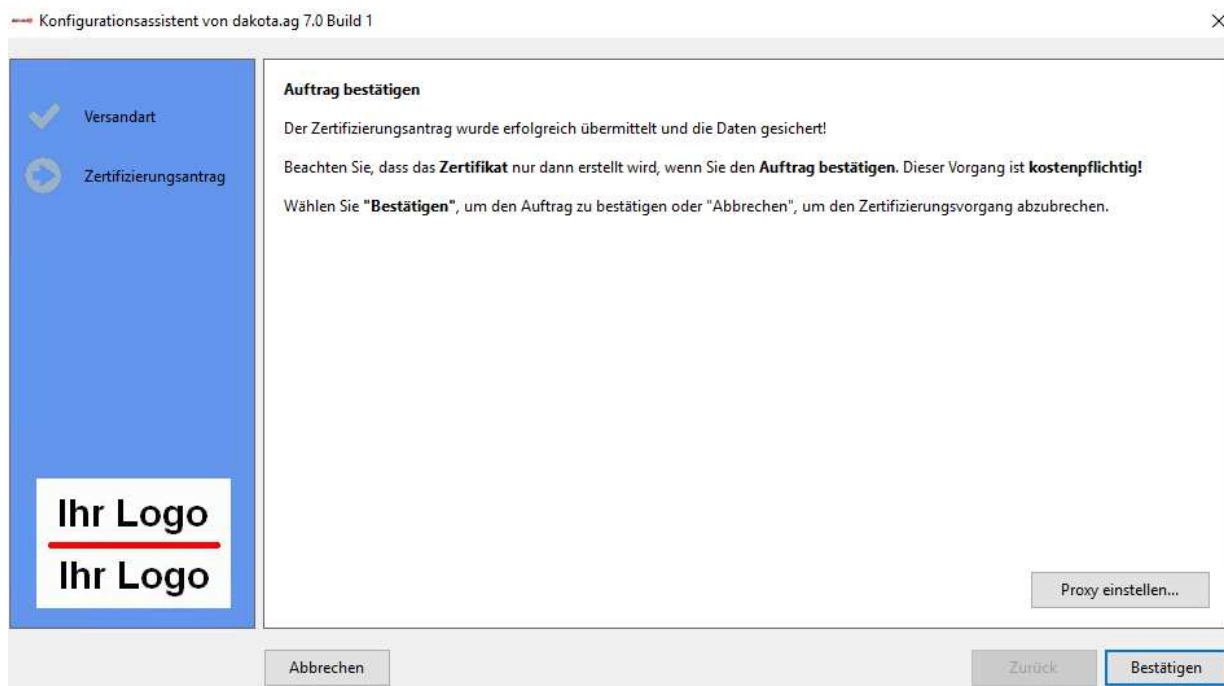 Konfigurationsassistent von dakota.ag 7.0 Build 1
Versandart
Zertifizierungsantrag
Ihr Logo
Ihr Logo
Auftrag bestätigen
Der Zertifizierungsantrag wurde erfolgreich übermittelt und die Daten gesichert!
Beachten Sie, dass das Zertifikat nur dann erstellt wird, wenn Sie den Auftrag bestätigen. Dieser Vorgang ist kostenpflichtig!
Wählen Sie "Bestätigen", um den Auftrag zu bestätigen oder "Abbrechen", um den Zertifizierungsvorgang abzubrechen.
Proxy einstellen...
Abbrechen
Zurück
Bestätigen